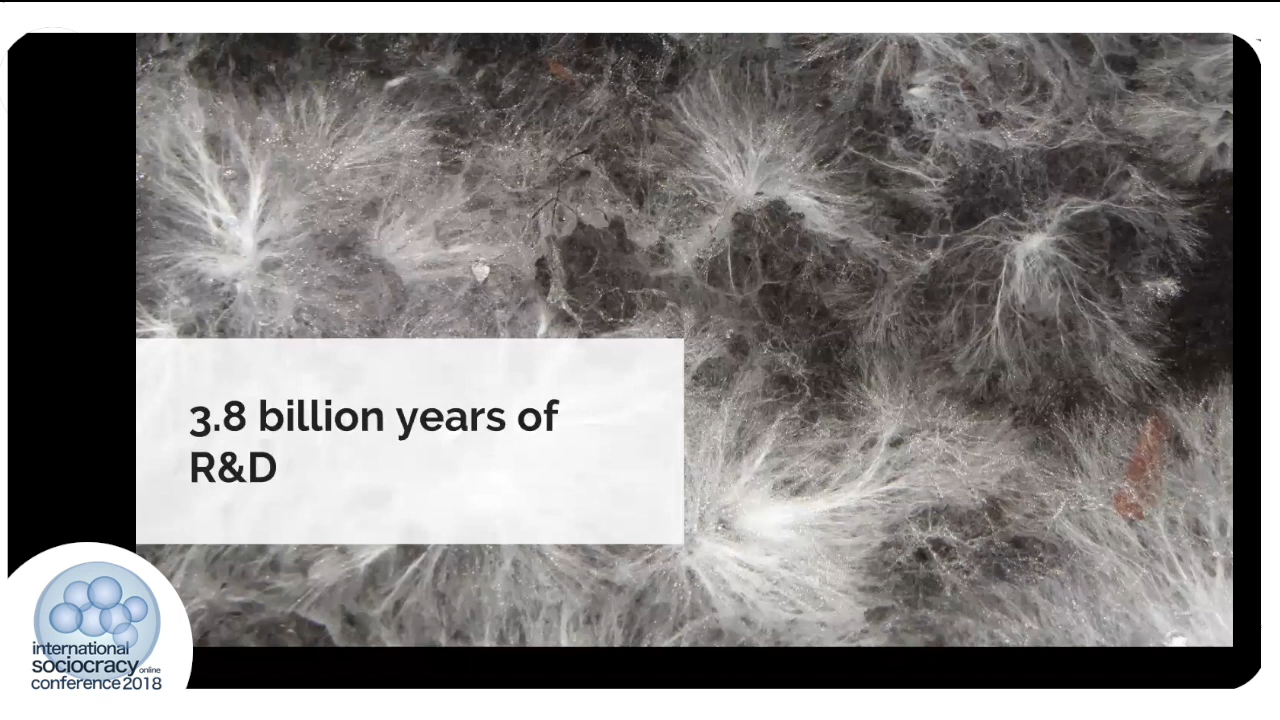 3.8 billion years of
R&D
international
sociocracy online
conference 2018